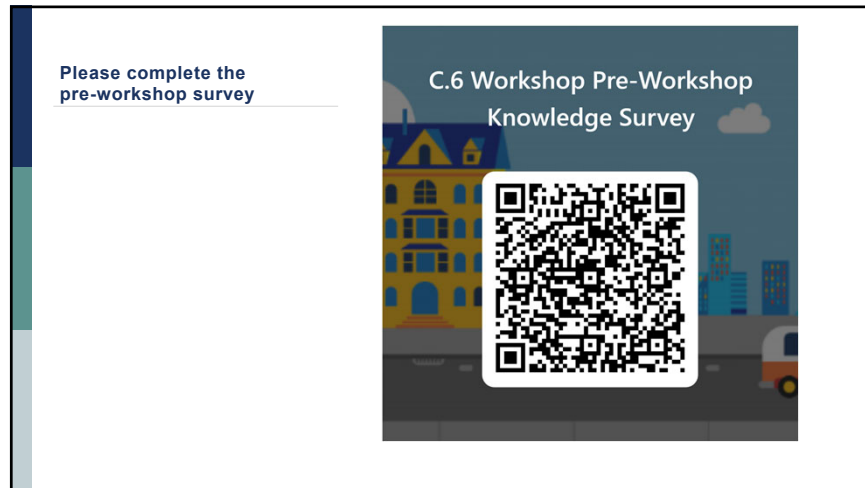 Please complete the
pre-workshop survey
C.6 Workshop Pre-Workshop
Knowledge Survey